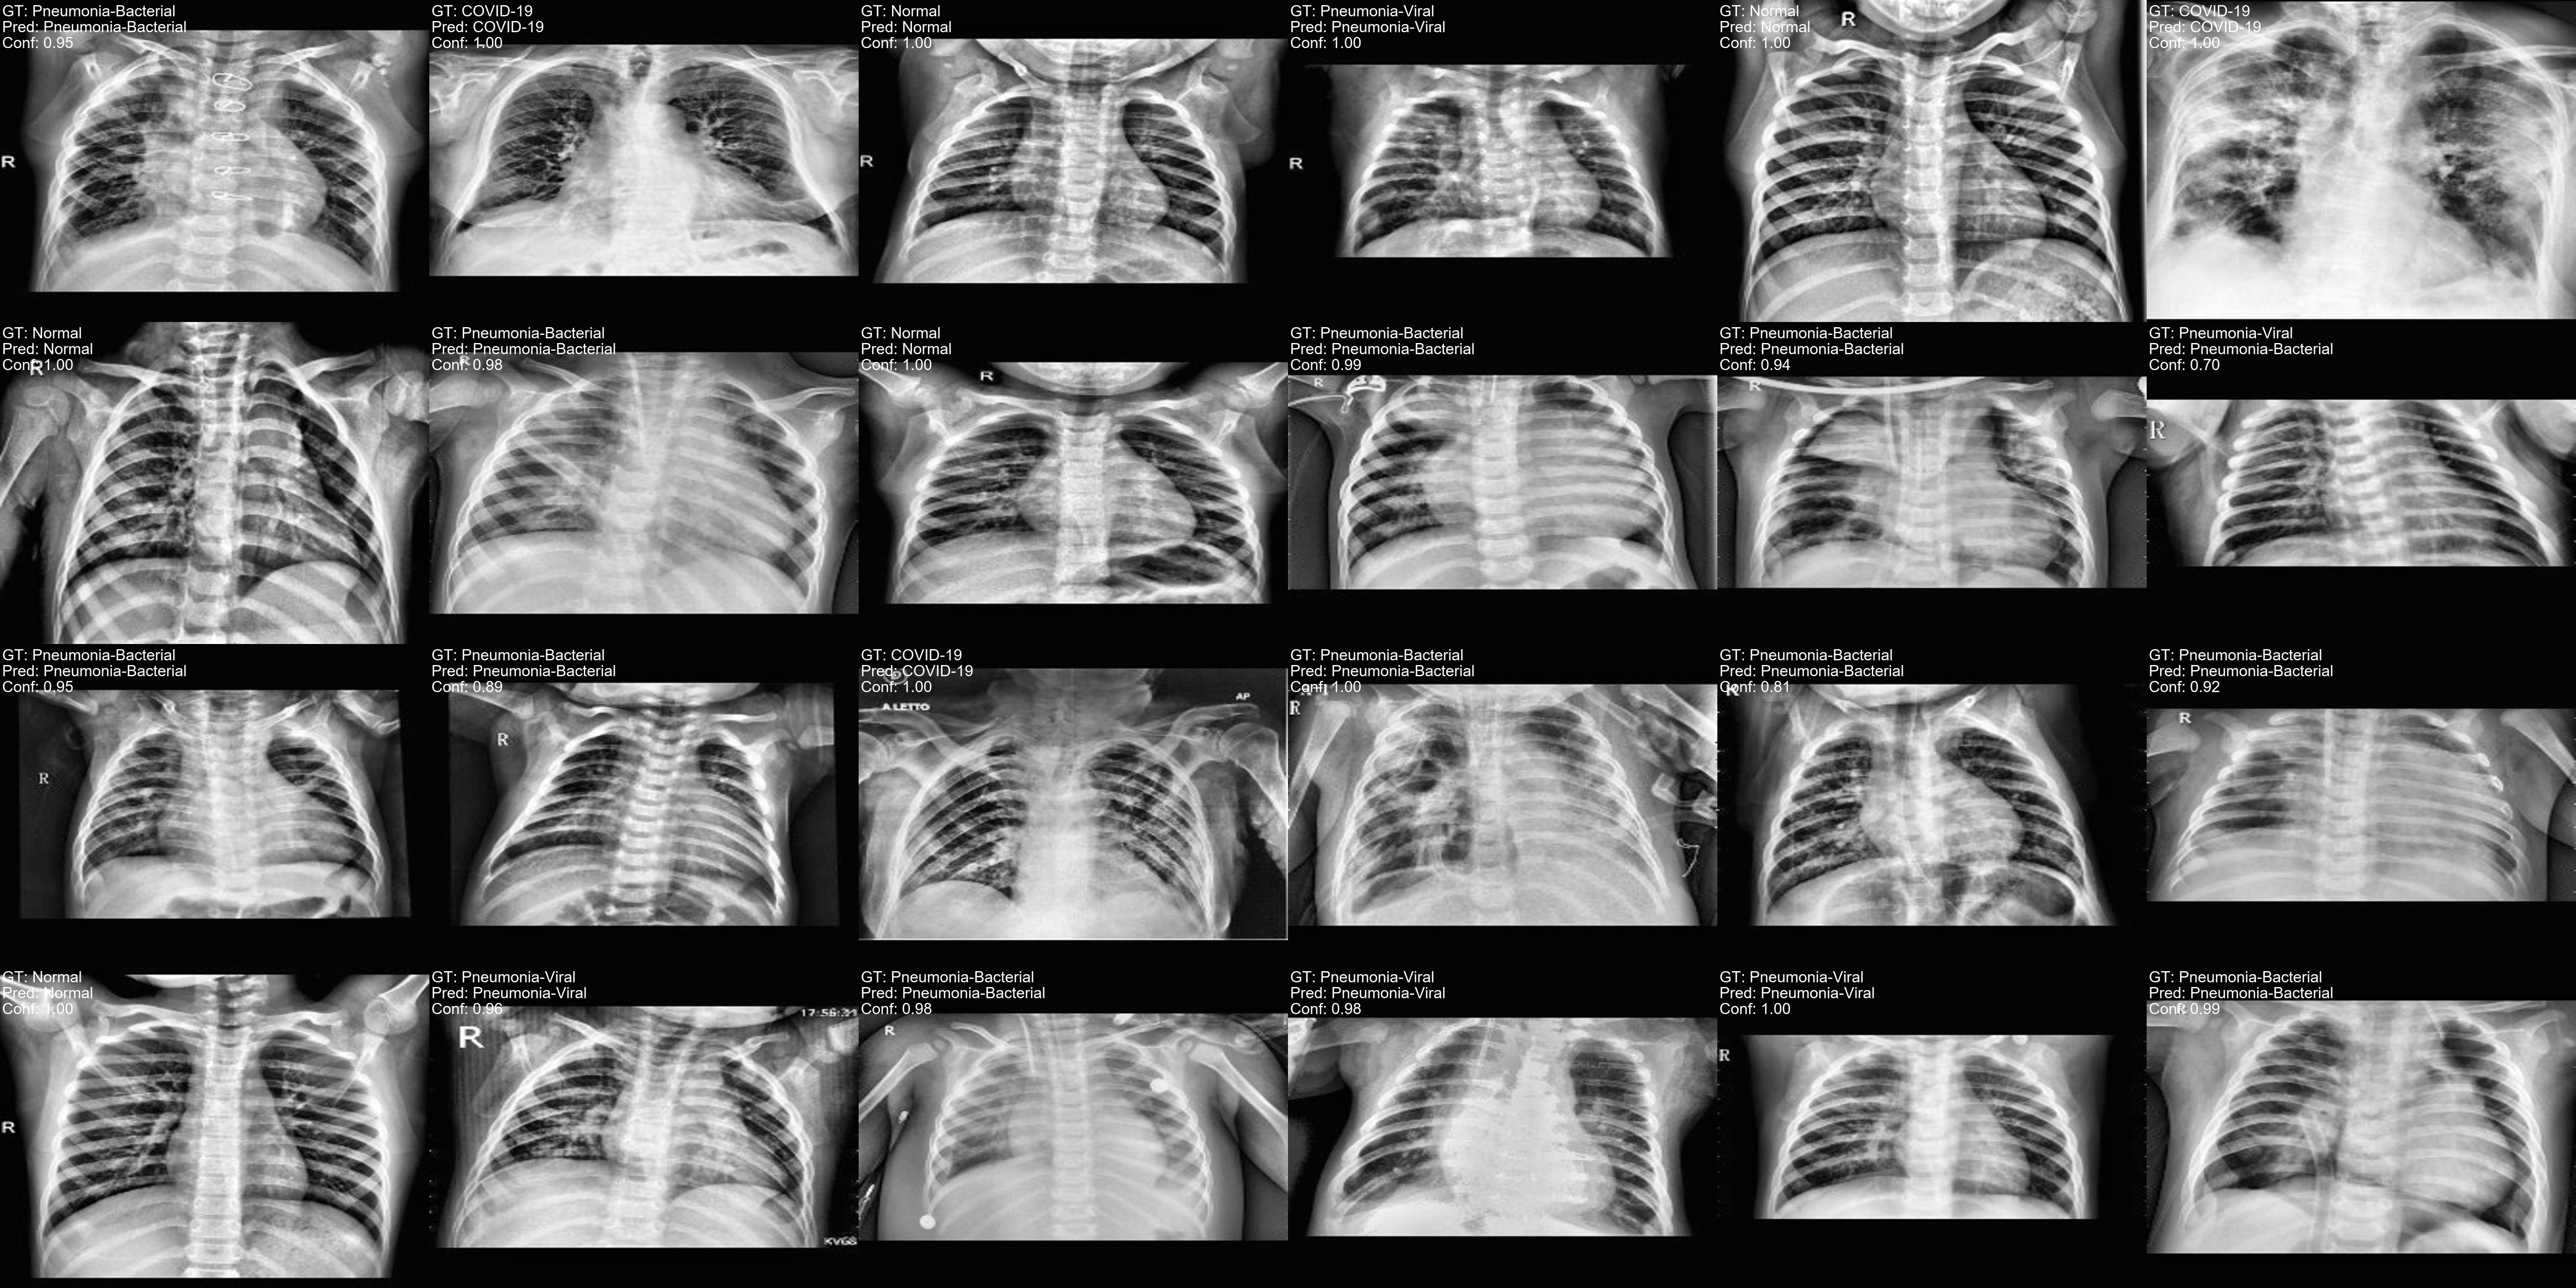 GT: Pneumonia-Bacterial
Pred: Pneumonia-Bacterial
Conf: 0.95
R
GT: COVID-19
Pred: COVID-19
Conf: 1.00
GT: Normal
Pred: Normal
Conf: 1.00
R
GT: Pneumonia-Viral
Pred: Pneumonia-Viral
Conf: 1.00
R
GT: Normal
Pred: Normal
Conf: 1.00
R
GT: COVID-19
Pred: COVID-19
Conf: 1.00
GT: Normal
Pred: Normal
Conf: 1.00
R
GT: Pneumonia-Bacterial
Pred: Pneumonia-Bacterial
Conf: 0.98
R
GT: Normal
Pred: Normal
Conf: 1.00
R
GT: Pneumonia-Bacterial
Pred: Pneumonia-Bacterial
Conf: 0.99
R
GT: Pneumonia-Bacterial
Pred: Pneumonia-Bacterial
Conf: 0.94
R
GT: Pneumonia-Viral
Pred: Pneumonia-Bacterial
Conf: 0.70
R
GT: Pneumonia-Bacterial
Pred: Pneumonia-Bacterial
Conf: 0.95
R
GT: Pneumonia-Bacterial
Pred: Pneumonia-Bacterial
Conf: 0.89
R
GT: COVID-19
Pred: COVID-19
Conf: 1.00
A LETTO
AP
GT: Pneumonia-Bacterial
Pred: Pneumonia-Bacterial
Conf: 1.00
R
GT: Pneumonia-Bacterial
Pred: Pneumonia-Bacterial
Conf: 0.81
R
GT: Pneumonia-Bacterial
Pred: Pneumonia-Bacterial
Conf: 0.92
R
GT: Normal
Pred: Normal
Conf: 1.00
R
GT: Pneumonia-Viral
Pred: Pneumonia-Viral
Conf: 0.96
R
17:56:31
KVGS
GT: Pneumonia-Bacterial
Pred: Pneumonia-Bacterial
Conf: 0.98
R
GT: Pneumonia-Viral
Pred: Pneumonia-Viral
Conf: 0.98
GT: Pneumonia-Viral
Pred: Pneumonia-Viral
Conf: 1.00
R
GT: Pneumonia-Bacterial
Pred: Pneumonia-Bacterial
Conf: 0.99
R